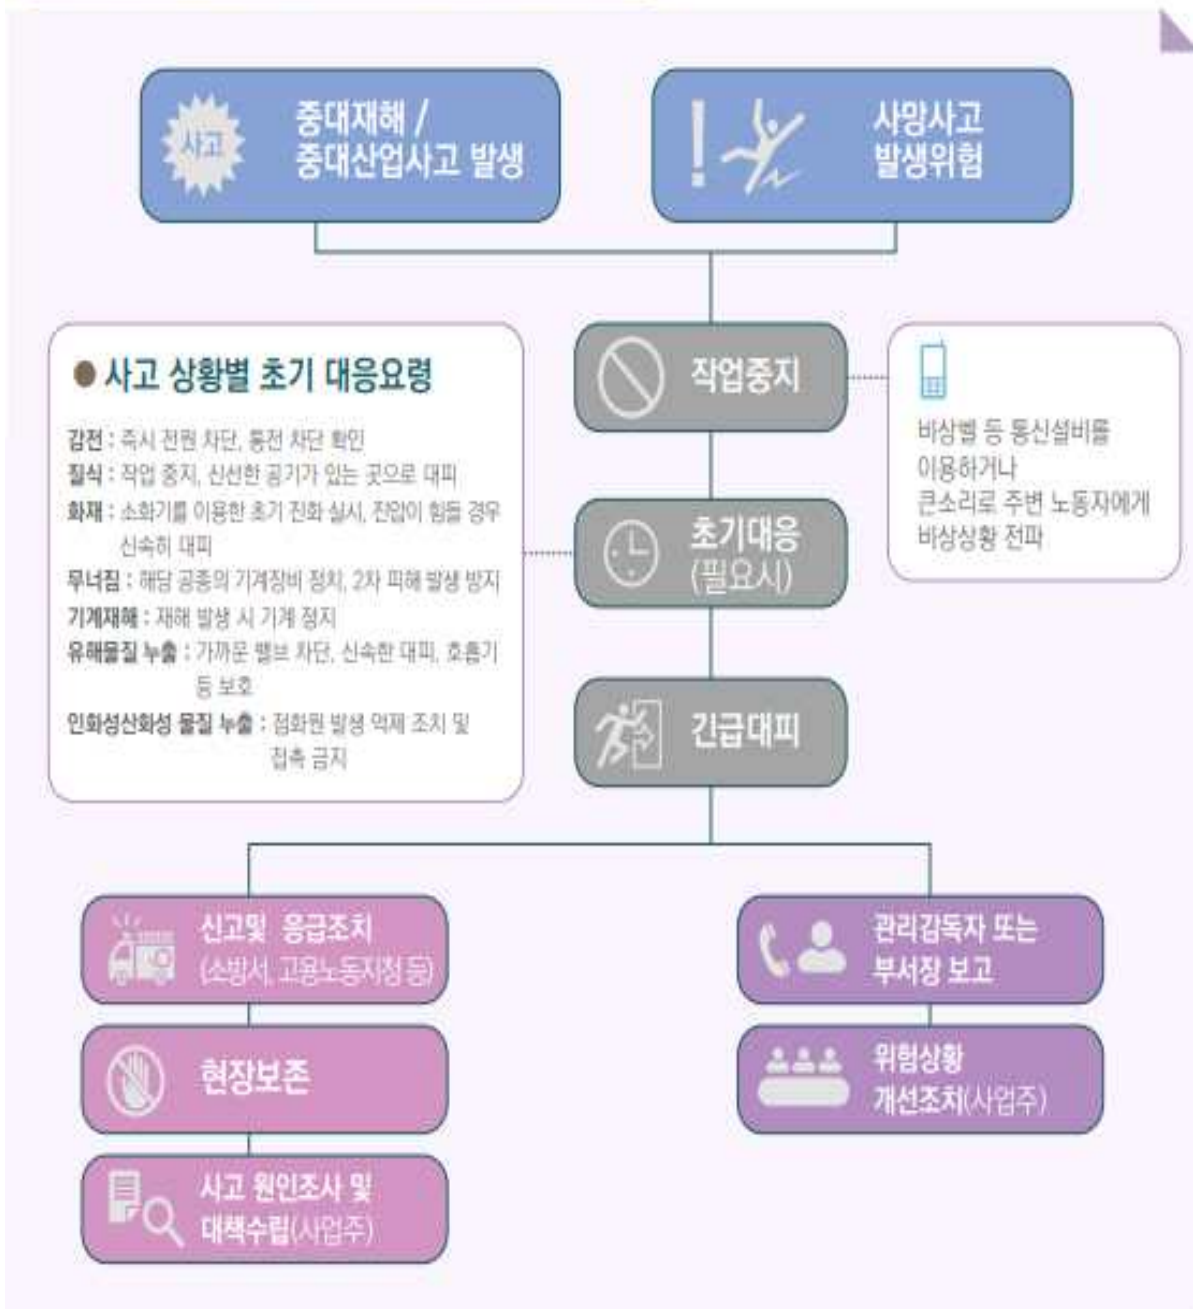 사고
중대재해 /
중대산업사고 발생
사망사고
발생위험
작업중지
비상벨 등 통신설비를
이용하거나
큰소리로 주변 노동자에게
비상상황 전파
● 사고 상황별 초기 대응요령
감전 : 즉시 전원 차단, 통전 차단 확인
질식 : 작업 중지, 신선한 공기가 있는 곳으로 대피
화재 : 소화기를 이용한 초기 진화 실시, 진압이 힘들 경우
신속히 대피
무너짐 : 해당 공종의 기계장비 정치, 2차 피해 발생 방지
기계재해 : 재해 발생 시 기계 정지
유해물질 누출 : 가까운 밸브 차단, 신속한 대피, 호흡기
등 보호
인화성산화성 물질 누출 : 점화원 발생 억제 조치 및
접촉 금지
초기대응
(필요시)
긴급대피
신고및 응급조치
(소방서, 고용노동지청 등)
현장보존
사고 원인조사 및
대책수립(사업주)
관리감독자 또는
부서장 보고
위험상황
개선조치(사업주)